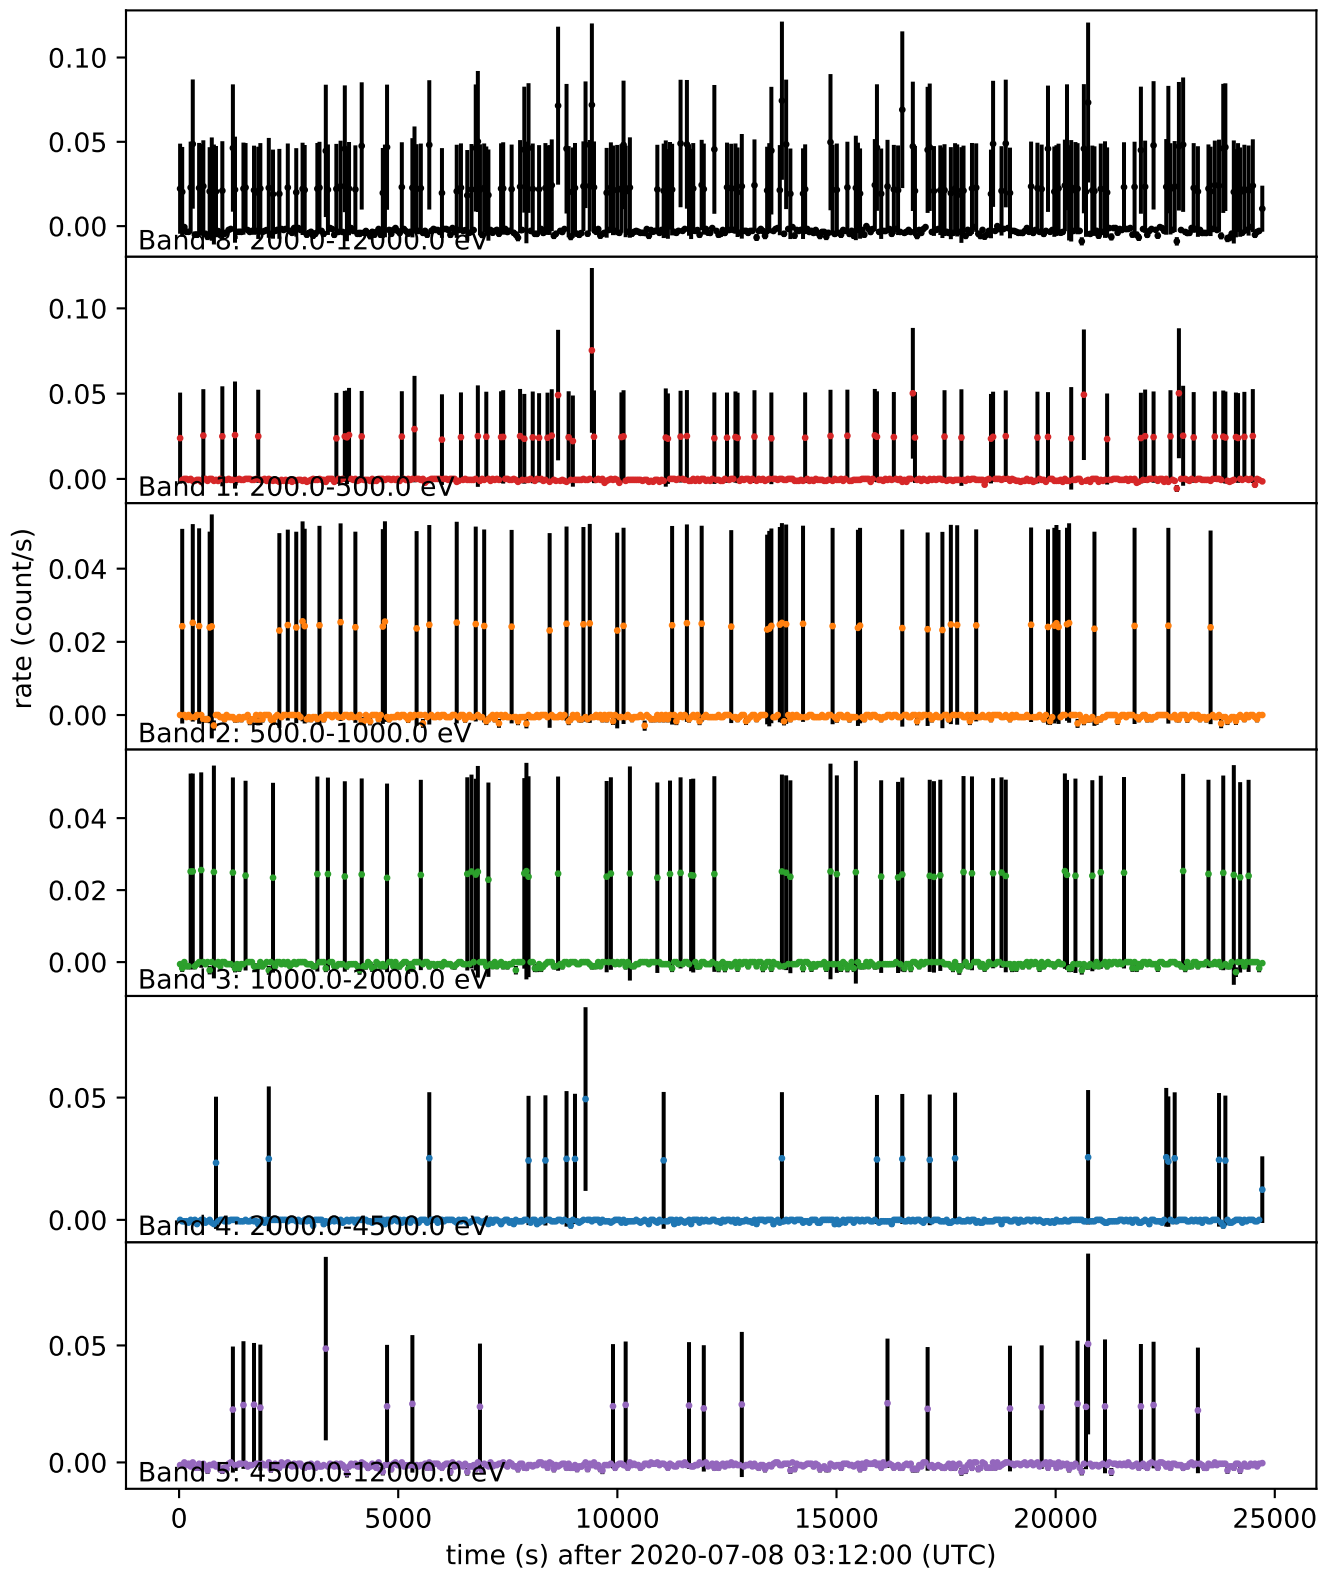 0.10
0.05
0.00
Band 8: 200.0-12000.0 eV
0.10
0.05
0.00
Band 1: 200.0-500.0 eV
rate (count/s)
0.04
0.02
0.00
Band 2: 500.0-1000.0 eV
0.04
0.02
0.00
Band 3: 1000.0-2000.0 eV
0.05
0.00
Band 4: 2000.0-4500.0 eV
0.05
0.00
Band 5: 4500.0-12000.0 eV
0 5000 10000 15000 20000 25000
time (s) after 2020-07-08 03:12:00 (UTC)